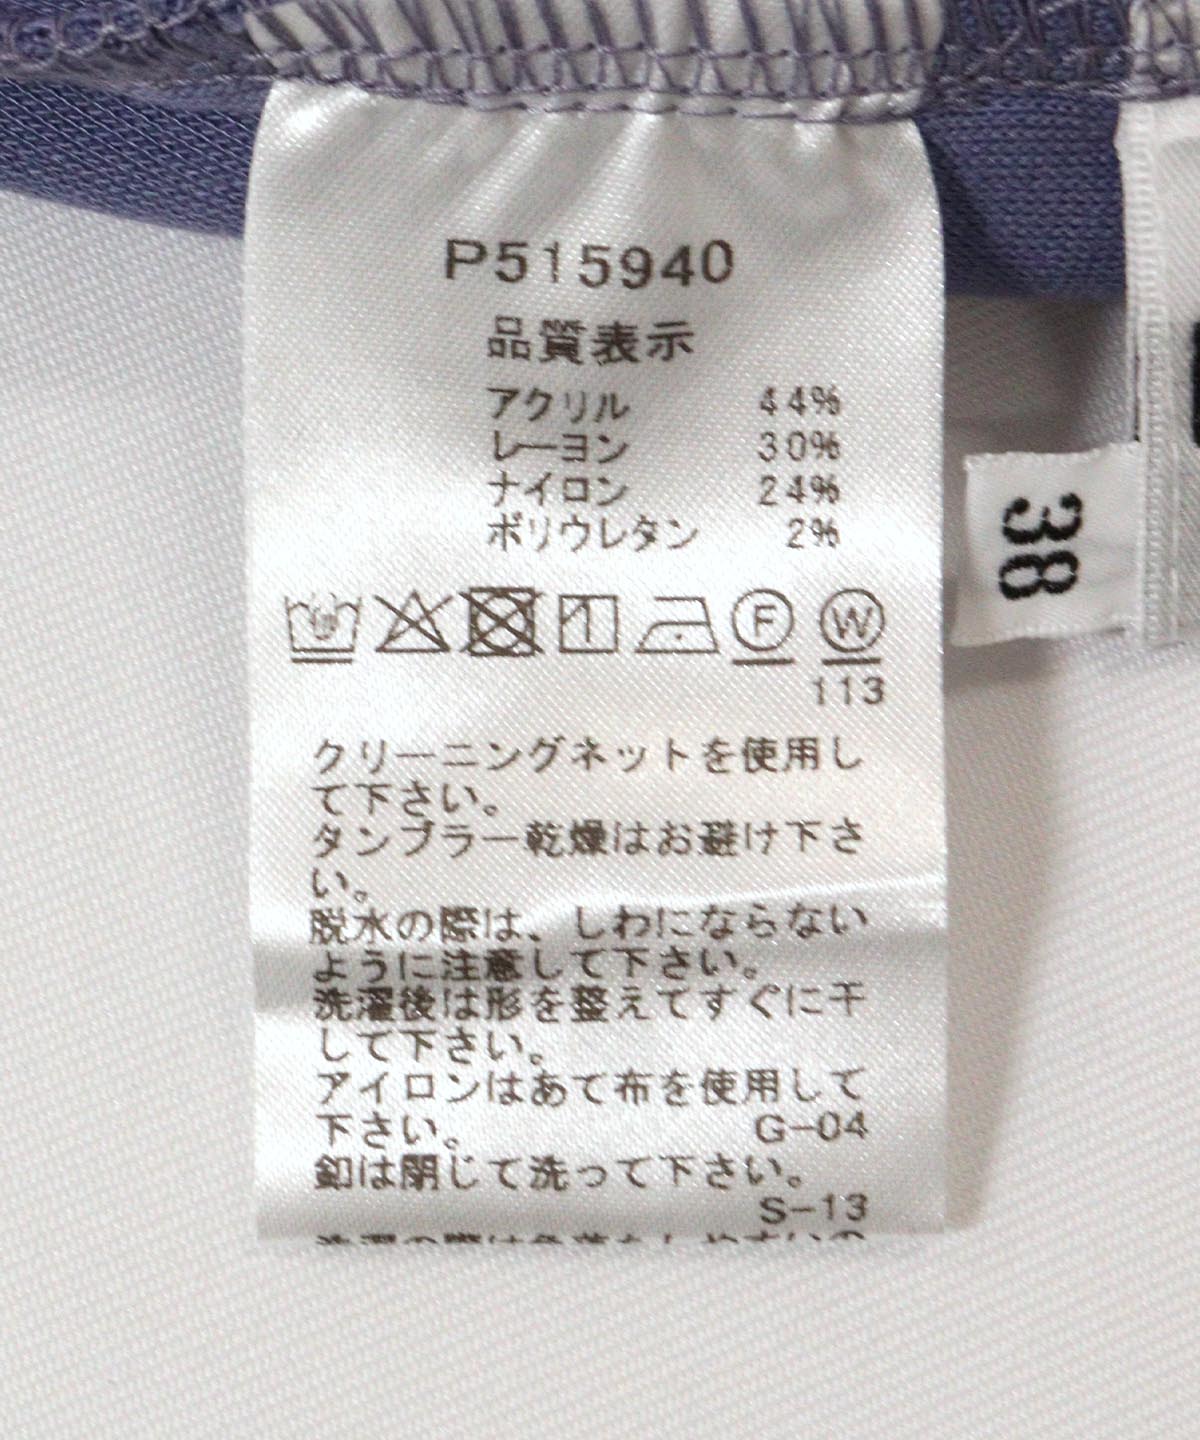 P515940
品質表示
アクリル 44%
レーヨン 30%
ナイロン 24%
ポリウレタン 2%
F
W
113
クリーニングネットを使用し
て下さい。
タンブラー乾燥はお避け下さ
い。
脱水の際は、しわにならない
ように注意して下さい。
洗濯後は形を整えてすぐに干
して下さい。
アイロンはあて布を使用して
下さい。 G-04
釦は閉じて洗って下さい。
S-13
38